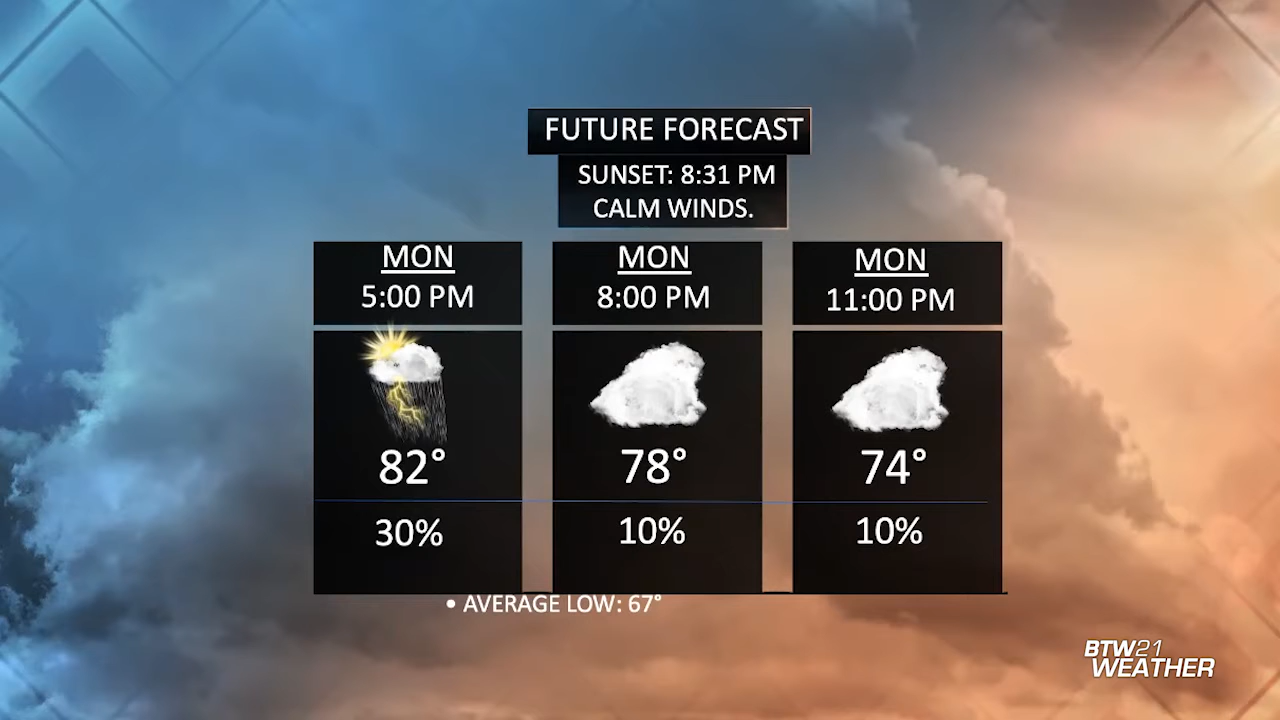 FUTURE FORECAST
SUNSET: 8:31 PM
CALM WINDS.
MON
5:00 PM
82°
30%
MON
8:00 PM
78°
10%
MON
11:00 PM
74°
10%
• AVERAGE LOW: 67°
BTW21
WEATHER